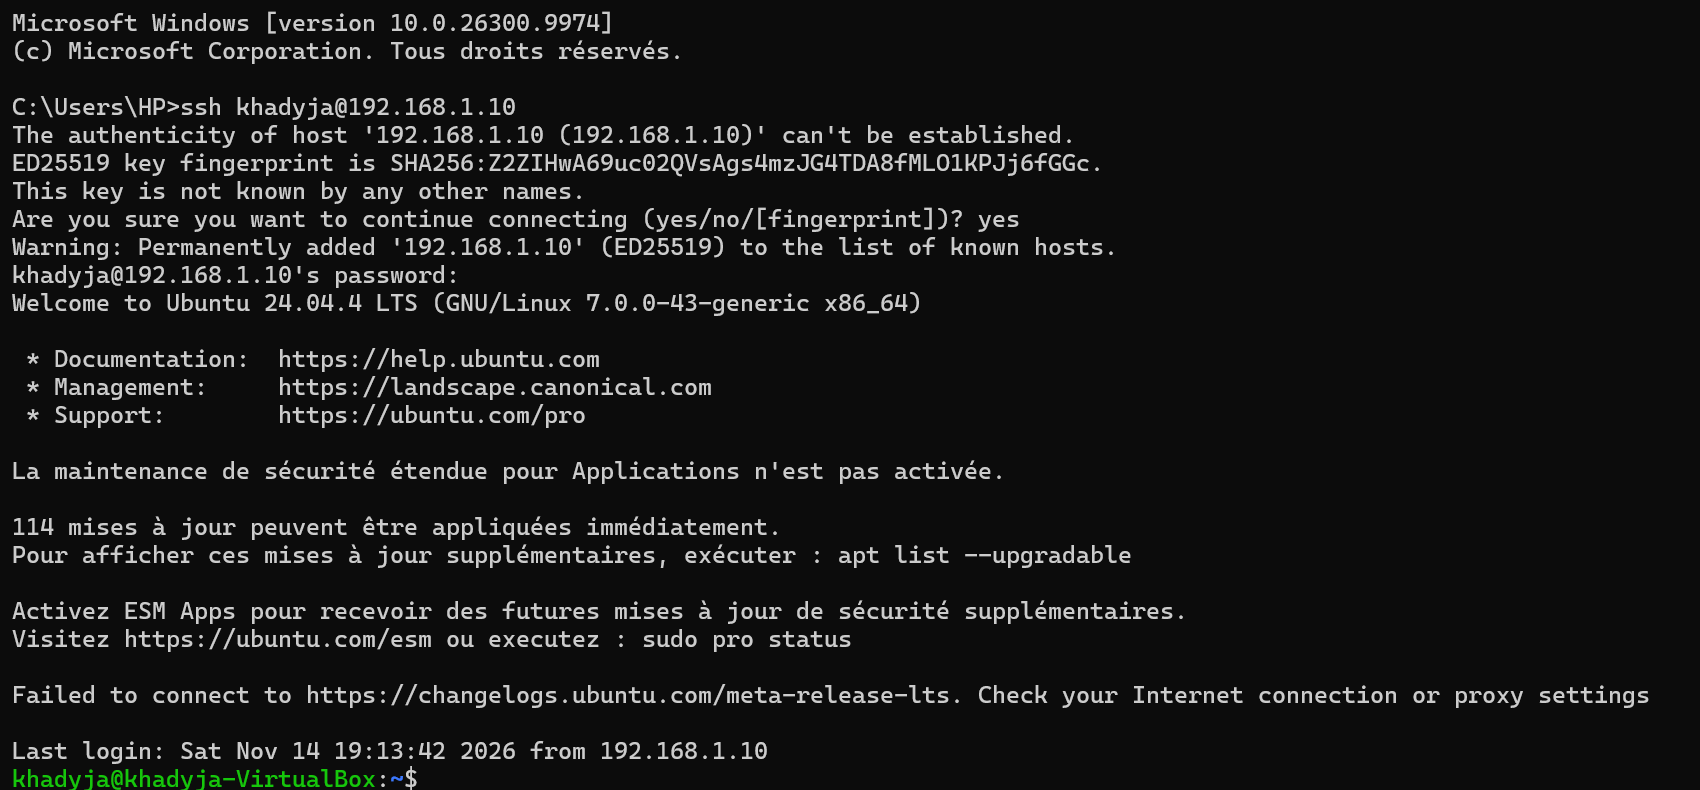 Microsoft Windows [version 10.0.26300.9974]
(c) Microsoft Corporation. Tous droits réservés.
C:\Users\HP>ssh khadyja@192.168.1.10
The authenticity of host '192.168.1.10 (192.168.1.10)' can't be established.
ED25519 key fingerprint is SHA256:Z2ZIHwA69uc02QVsAgs4mzJG4TDA8fMLO1KPJj6fGGc.
This key is not known by any other names.
Are you sure you want to continue connecting (yes/no/[fingerprint])? yes
Warning: Permanently added '192.168.1.10' (ED25519) to the list of known hosts.
khadyja@192.168.1.10's password:
Welcome to Ubuntu 24.04.4 LTS (GNU/Linux 7.0.0-43-generic x86_64)
* Documentation:  https://help.ubuntu.com
* Management:     https://landscape.canonical.com
* Support:        https://ubuntu.com/pro
La maintenance de sécurité étendue pour Applications n'est pas activée.
114 mises à jour peuvent être appliquées immédiatement.
Pour afficher ces mises à jour supplémentaires, exécuter : apt list --upgradable
Activez ESM Apps pour recevoir des futures mises à jour de sécurité supplémentaires.
Visitez https://ubuntu.com/esm ou executez : sudo pro status
Failed to connect to https://changelogs.ubuntu.com/meta-release-lts. Check your Internet connection or proxy settings
Last login: Sat Nov 14 19:13:42 2026 from 192.168.1.10
khadyja@khadyja-VirtualBox:~$